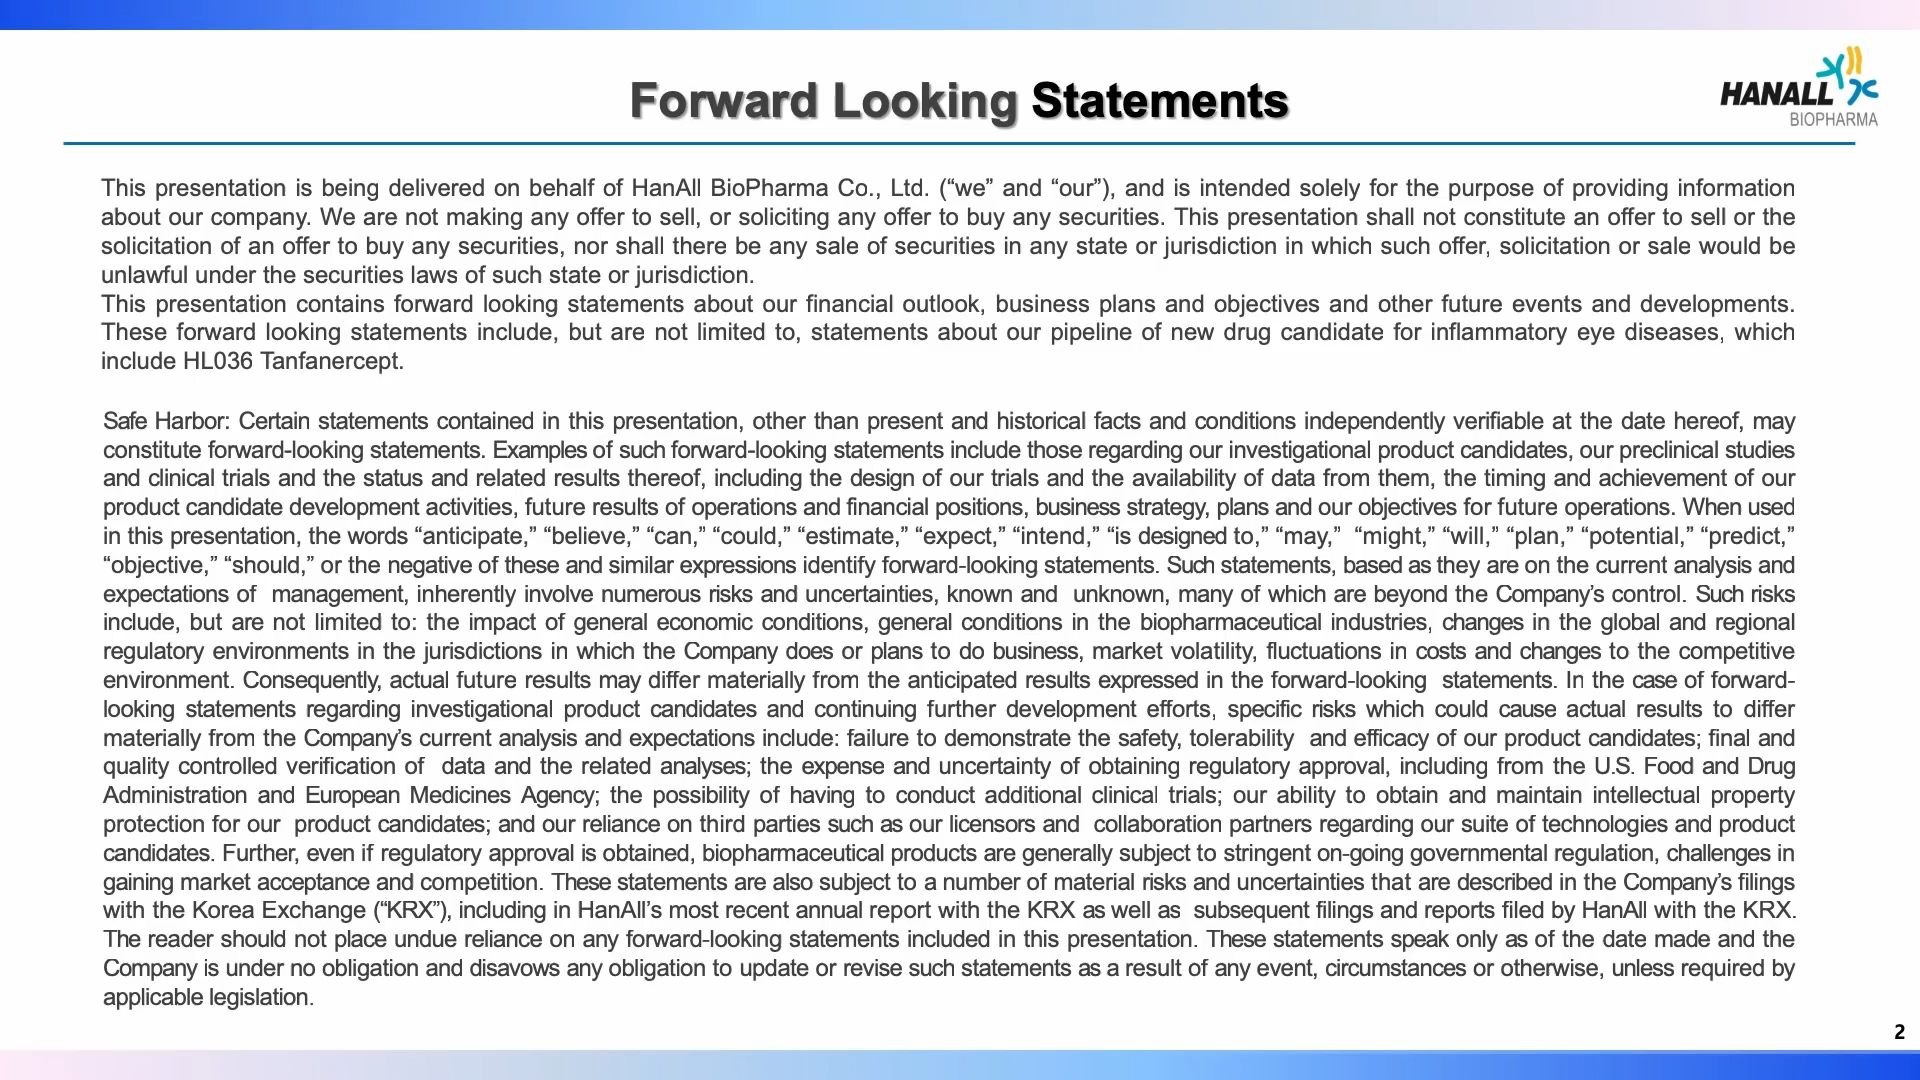 Forward Looking Statements
HANALL
BIOPHARMA
This presentation is being delivered on behalf of HanAll BioPharma Co., Ltd. (“we” and “our”), and is intended solely for the purpose of providing information
about our company. We are not making any offer to sell, or soliciting any offer to buy any securities. This presentation shall not constitute an offer to sell or the
solicitation of an offer to buy any securities, nor shall there be any sale of securities in any state or jurisdiction in which such offer, solicitation or sale would be
unlawful under the securities laws of such state or jurisdiction.
This presentation contains forward looking statements about our financial outlook, business plans and objectives and other future events and developments.
These forward looking statements include, but are not limited to, statements about our pipeline of new drug candidate for inflammatory eye diseases, which
include HL036 Tanfanercept.
Safe Harbor: Certain statements contained in this presentation, other than present and historical facts and conditions independently verifiable at the date hereof, may
constitute forward-looking statements. Examples of such forward-looking statements include those regarding our investigational product candidates, our preclinical studies
and clinical trials and the status and related results thereof, including the design of our trials and the availability of data from them, the timing and achievement of our
product candidate development activities, future results of operations and financial positions, business strategy, plans and our objectives for future operations. When used
in this presentation, the words “anticipate,” “believe,” “can,” “could,” “estimate,” “expect,” “intend,” “is designed to,” “may,” “might,” “will,” “plan,” “potential,” “predict,”
“objective,” “should,” or the negative of these and similar expressions identify forward-looking statements. Such statements, based as they are on the current analysis and
expectations of management, inherently involve numerous risks and uncertainties, known and unknown, many of which are beyond the Company’s control. Such risks
include, but are not limited to: the impact of general economic conditions, general conditions in the biopharmaceutical industries, changes in the global and regional
regulatory environments in the jurisdictions in which the Company does or plans to do business, market volatility, fluctuations in costs and changes to the competitive
environment. Consequently, actual future results may differ materially from the anticipated results expressed in the forward-looking statements. In the case of forward-
looking statements regarding investigational product candidates and continuing further development efforts, specific risks which could cause actual results to differ
materially from the Company’s current analysis and expectations include: failure to demonstrate the safety, tolerability and efficacy of our product candidates; final and
quality controlled verification of data and the related analyses; the expense and uncertainty of obtaining regulatory approval, including from the U.S. Food and Drug
Administration and European Medicines Agency; the possibility of having to conduct additional clinical trials; our ability to obtain and maintain intellectual property
protection for our product candidates; and our reliance on third parties such as our licensors and collaboration partners regarding our suite of technologies and product
candidates. Further, even if regulatory approval is obtained, biopharmaceutical products are generally subject to stringent on-going governmental regulation, challenges in
gaining market acceptance and competition. These statements are also subject to a number of material risks and uncertainties that are described in the Company’s filings
with the Korea Exchange (“KRX”), including in HanAll’s most recent annual report with the KRX as well as subsequent filings and reports filed by HanAll with the KRX.
The reader should not place undue reliance on any forward-looking statements included in this presentation. These statements speak only as of the date made and the
Company is under no obligation and disavows any obligation to update or revise such statements as a result of any event, circumstances or otherwise, unless required by
applicable legislation.
2